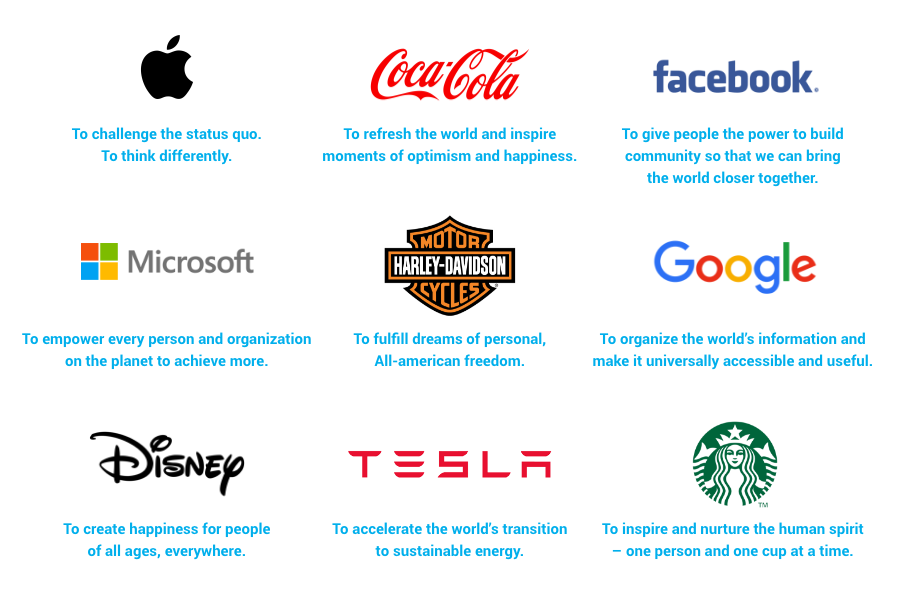 Coca-Cola
facebook®
To challenge the status quo.
To think differently.
To refresh the world and inspire
moments of optimism and happiness.
To give people the power to build
community so that we can bring
the world closer together.
Microsoft
MOTOR
HARLEY-DAVIDSON
CYCLES®
Google
To empower every person and organization
on the planet to achieve more.
To fulfill dreams of personal,
All-american freedom.
To organize the world’s information and
make it universally accessible and useful.
Disney
TESLA
TM
To create happiness for people
of all ages, everywhere.
To accelerate the world’s transition
to sustainable energy.
To inspire and nurture the human spirit
– one person and one cup at a time.